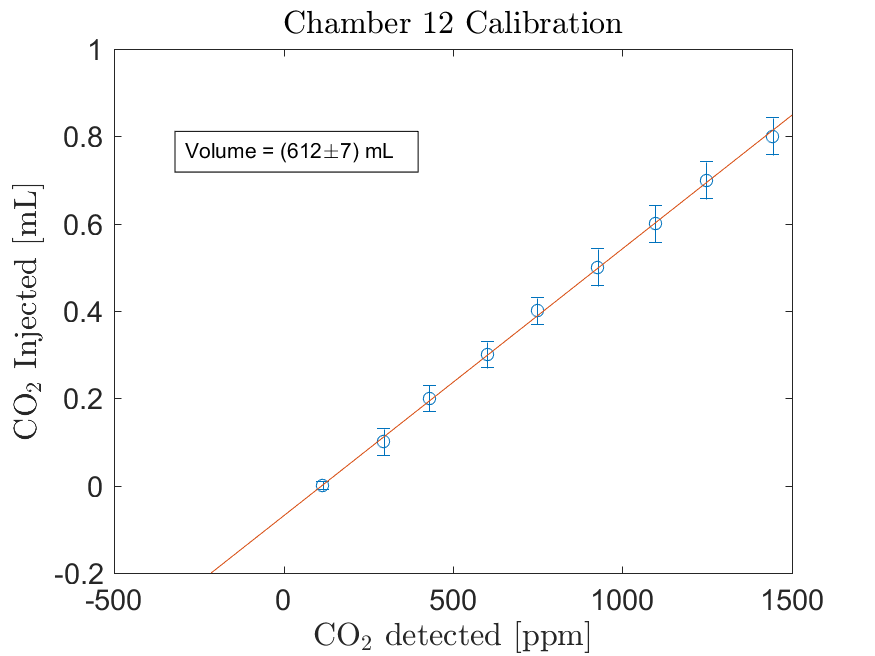 Chamber 12 Calibration
1
0.8
0.6
0.4
0.2
0
-0.2
CO₂ Injected [mL]
Volume = (612±7) mL
-500 0 500 1000 1500
CO₂ detected [ppm]